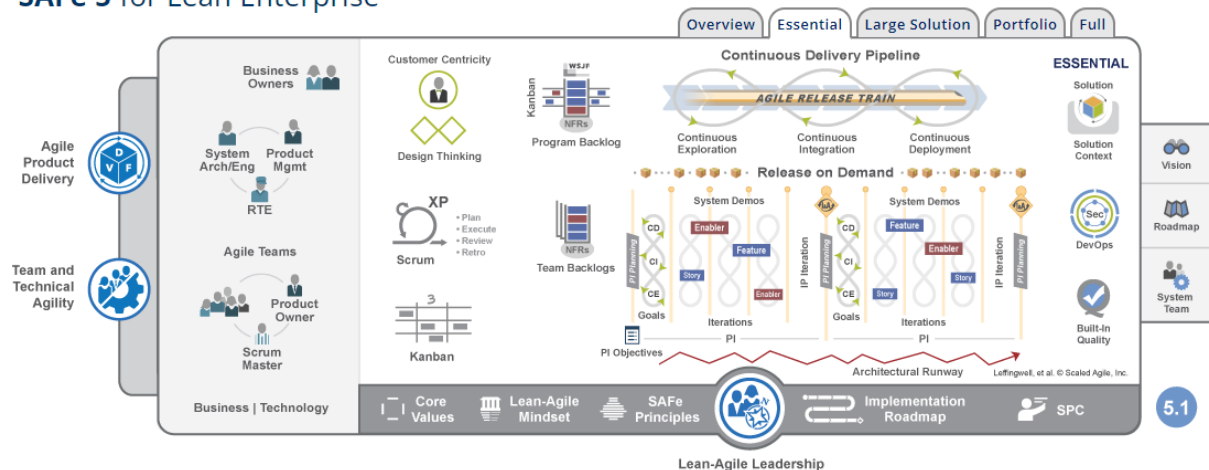 SAFe 5 for Lean Enterprise
Overview
Essential
Large Solution
Portfolio
Full
Agile
Product
Delivery
D
V
F
Team and
Technical
Agility
Business
Owners
System
Arch/Eng
Product
Mgmt
RTE
Agile Teams
Product
Owner
Scrum
Master
Business | Technology
Customer Centricity
Design Thinking
XP
• Plan
• Execute
• Review
• Retro
Scrum
3
Kanban
Kanban
WSJF
NFRs
Program Backlog
NFRs
Team Backlogs
Continuous Delivery Pipeline
AGILE RELEASE TRAIN
Continuous
Exploration
Continuous
Integration
Continuous
Deployment
Release on Demand
System Demos
System Demos
PI Planning
CD
CI
CE
Goals
Enabler
Feature
Story
Enabler
Iterations
IP Iteration
I&A
PI Planning
CD
CI
CE
Goals
Feature
Enabler
Story
Story
Iterations
IP Iteration
I&A
PI Planning
PI
PI
PI Objectives
Architectural Runway
Leffingwell, et al. © Scaled Agile, Inc.
ESSENTIAL
Solution
Solution
Context
Sec
DevOps
Built-In
Quality
Vision
Roadmap
System
Team
Core
Values
Lean-Agile
Mindset
SAFe
Principles
N
Implementation
Roadmap
SPC
5.1
Lean-Agile Leadership